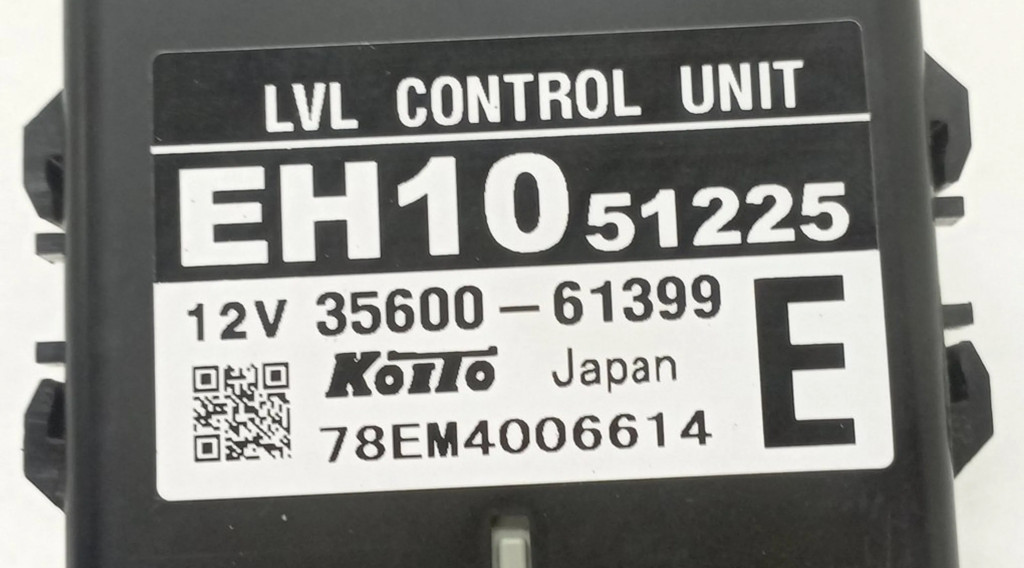 LVL CONTROL UNIT
EH10 51225
12V 35600-61399
KOITO Japan
78EM4006614
E